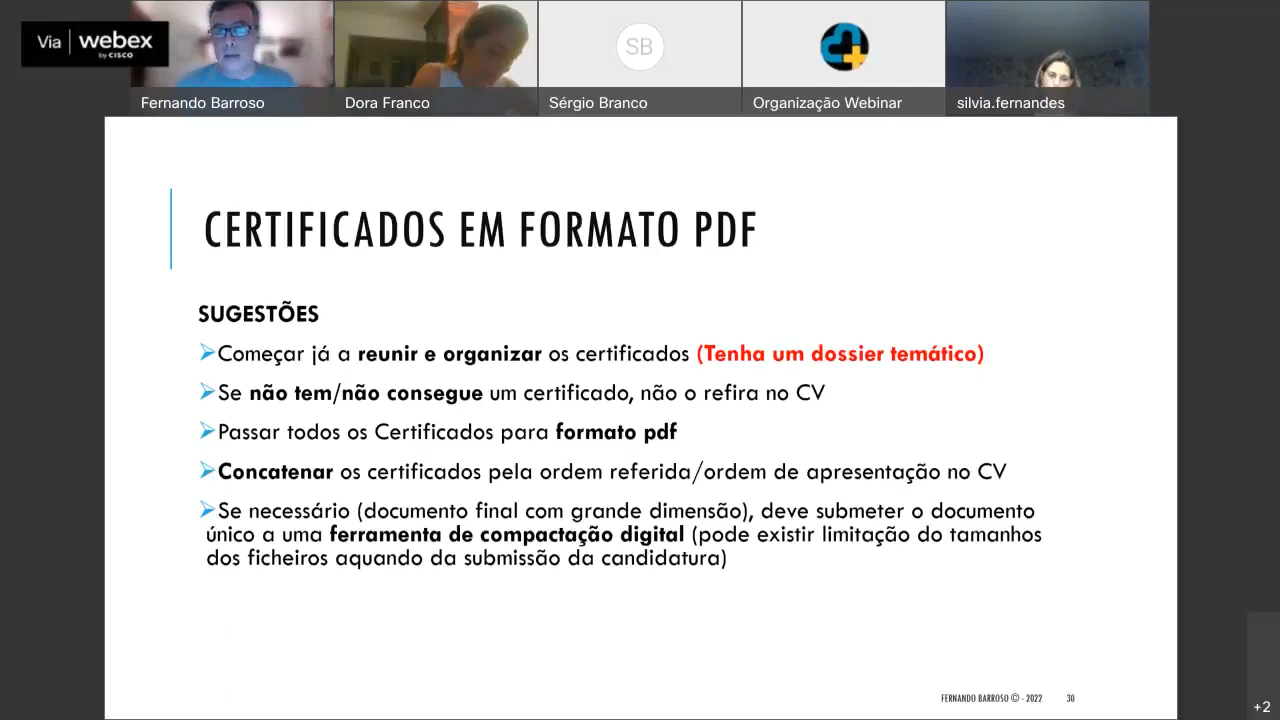 Via | webex
by CISCO
SB
Fernando Barroso
Dora Franco
Sérgio Branco
Organização Webinar
silvia.fernandes
CERTIFICADOS EM FORMATO PDF
SUGESTÕES
Começar já a reunir e organizar os certificados (Tenha um dossier temático)
Se não tem/não consegue um certificado, não o refira no CV
Passar todos os Certificados para formato pdf
Concatenar os certificados pela ordem referida/ordem de apresentação no CV
Se necessário (documento final com grande dimensão), deve submeter o documento
único a uma ferramenta de compactação digital (pode existir limitação do tamanhos
dos ficheiros aquando da submissão da candidatura)
FERNANDO BARROSO © - 2022 30
+2